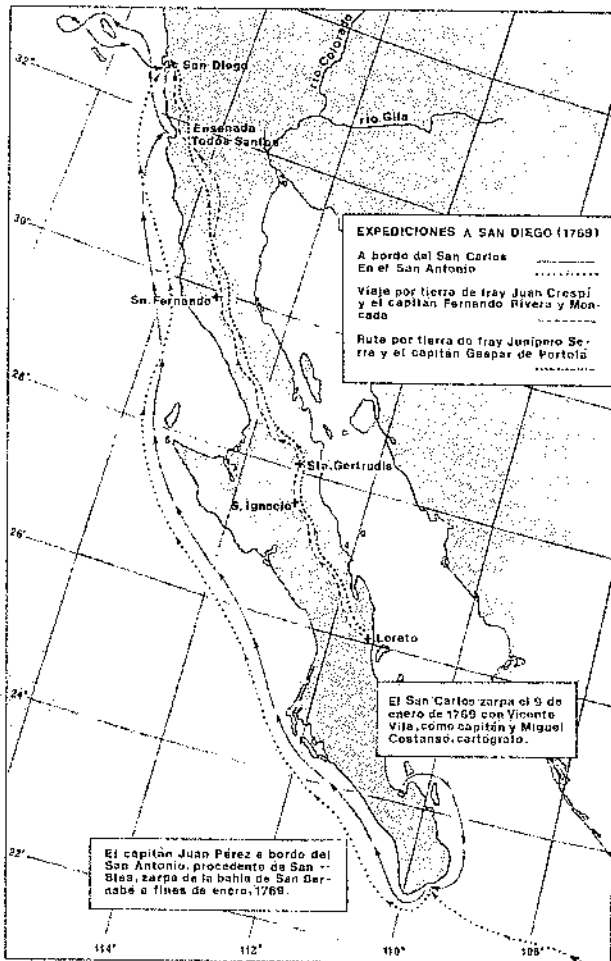 32°
San Diego
río Colorado
río Gila
Ensenada
Todos Santos
30°
EXPEDICIONES A SAN DIEGO (1769)
A bordo del San Carlos
En el San Antonio
Viaje por tierra de fray Juan Crespí
y el capitán Fernando Rivera y Mon-
cada
Ruta por tierra de fray Junípero Se-
rra y el capitán Gaspar de Portolá
Sn. Fernando
28°
Sta. Gertrudis
S. Ignacio
26°
Loreto
24°
El San Carlos zarpa el 9 de
enero de 1769 con Vicente
Vila, como capitán y Miguel
Costansó, cartógrafo.
El capitán Juan Pérez a bordo del
San Antonio, procedente de San
Blas, zarpa de la bahía de San Ber-
nabé a fines de enero, 1769.
22°
114°
112°
110°
108°